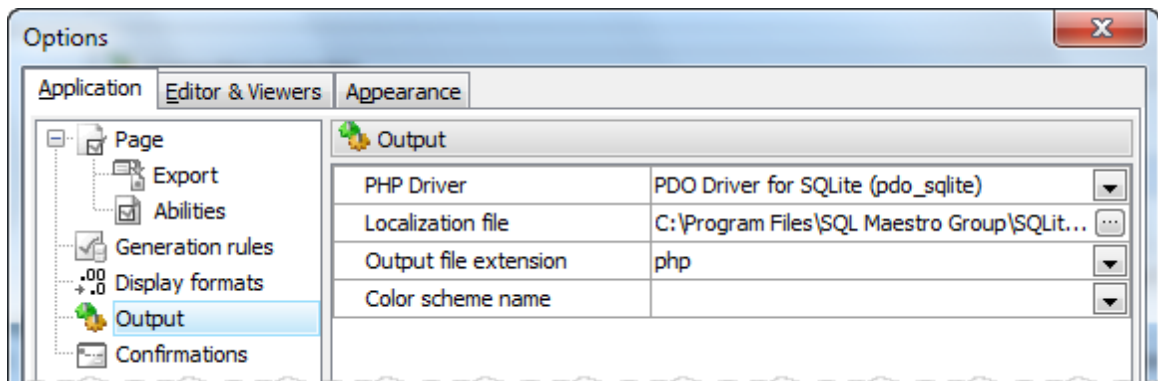 Options
Application Editor & Viewers Appearance
Page
Export
Abilities
Generation rules
Display formats
Output
Confirmations
Output
PHP Driver PDO Driver for SQLite (pdo_sqlite)
Localization file C:\Program Files\SQL Maestro Group\SQLit... ...
Output file extension php
Color scheme name